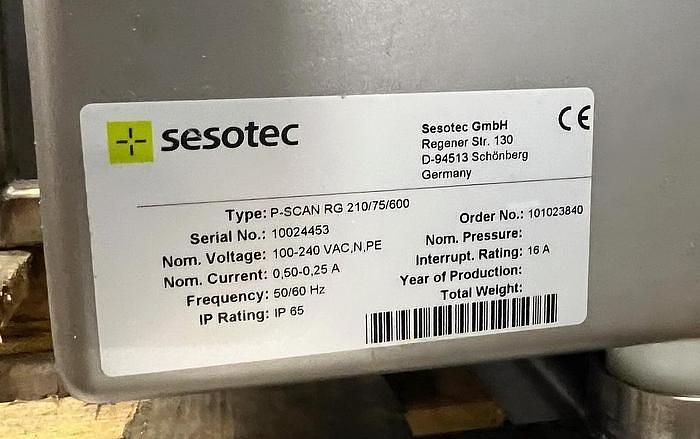 sesotec
Sesotec GmbH
Regener Str. 130
D-94513 Schönberg
Germany
CE
Type: P-SCAN RG 210/75/600
Serial No.: 10024453
Nom. Voltage: 100-240 VAC,N,PE
Nom. Current: 0,50-0,25 A
Frequency: 50/60 Hz
IP Rating: IP 65
Order No.: 101023840
Nom. Pressure:
Interrupt. Rating: 16 A
Year of Production:
Total Weight: